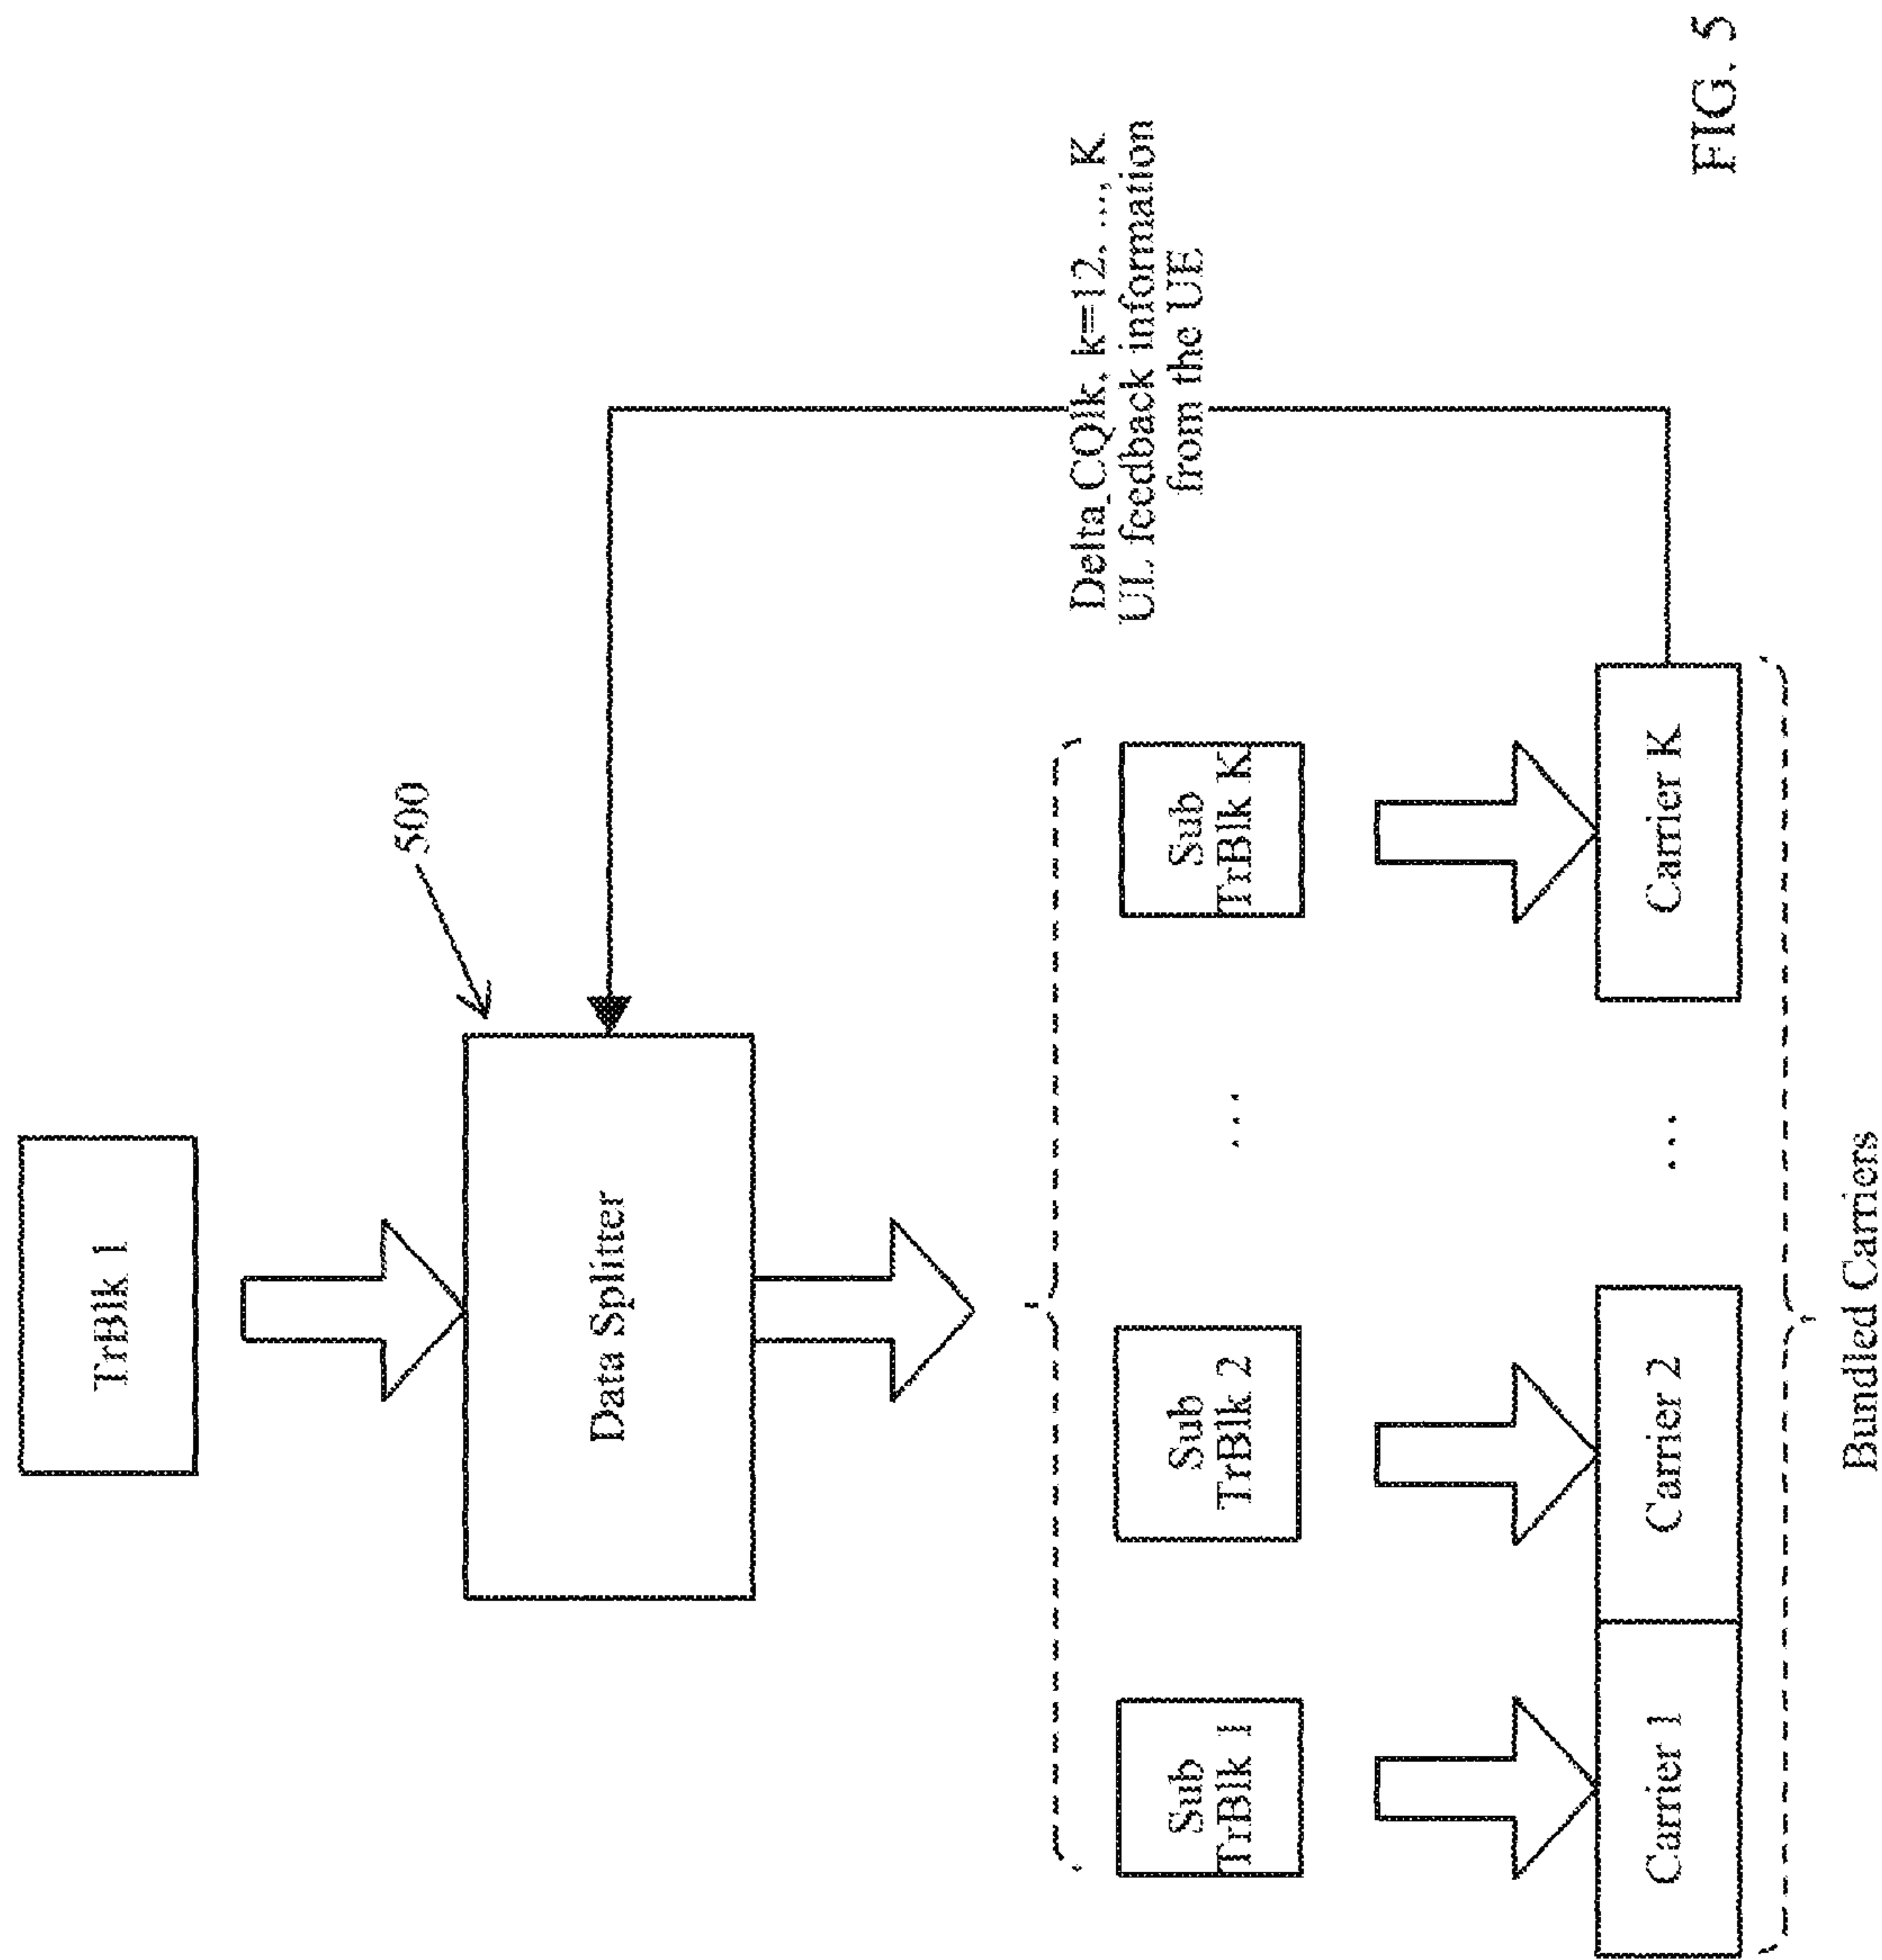 TrBlk 1
500
Data Splitter
Delta_CQIk, k=12, ..., K
UL feedback information
from the UE
Sub
TrBlk 1
Sub
TrBlk 2
...
Sub
TrBlk K
Carrier 1
Carrier 2
...
Carrier K
Bundled Carriers
FIG. 5